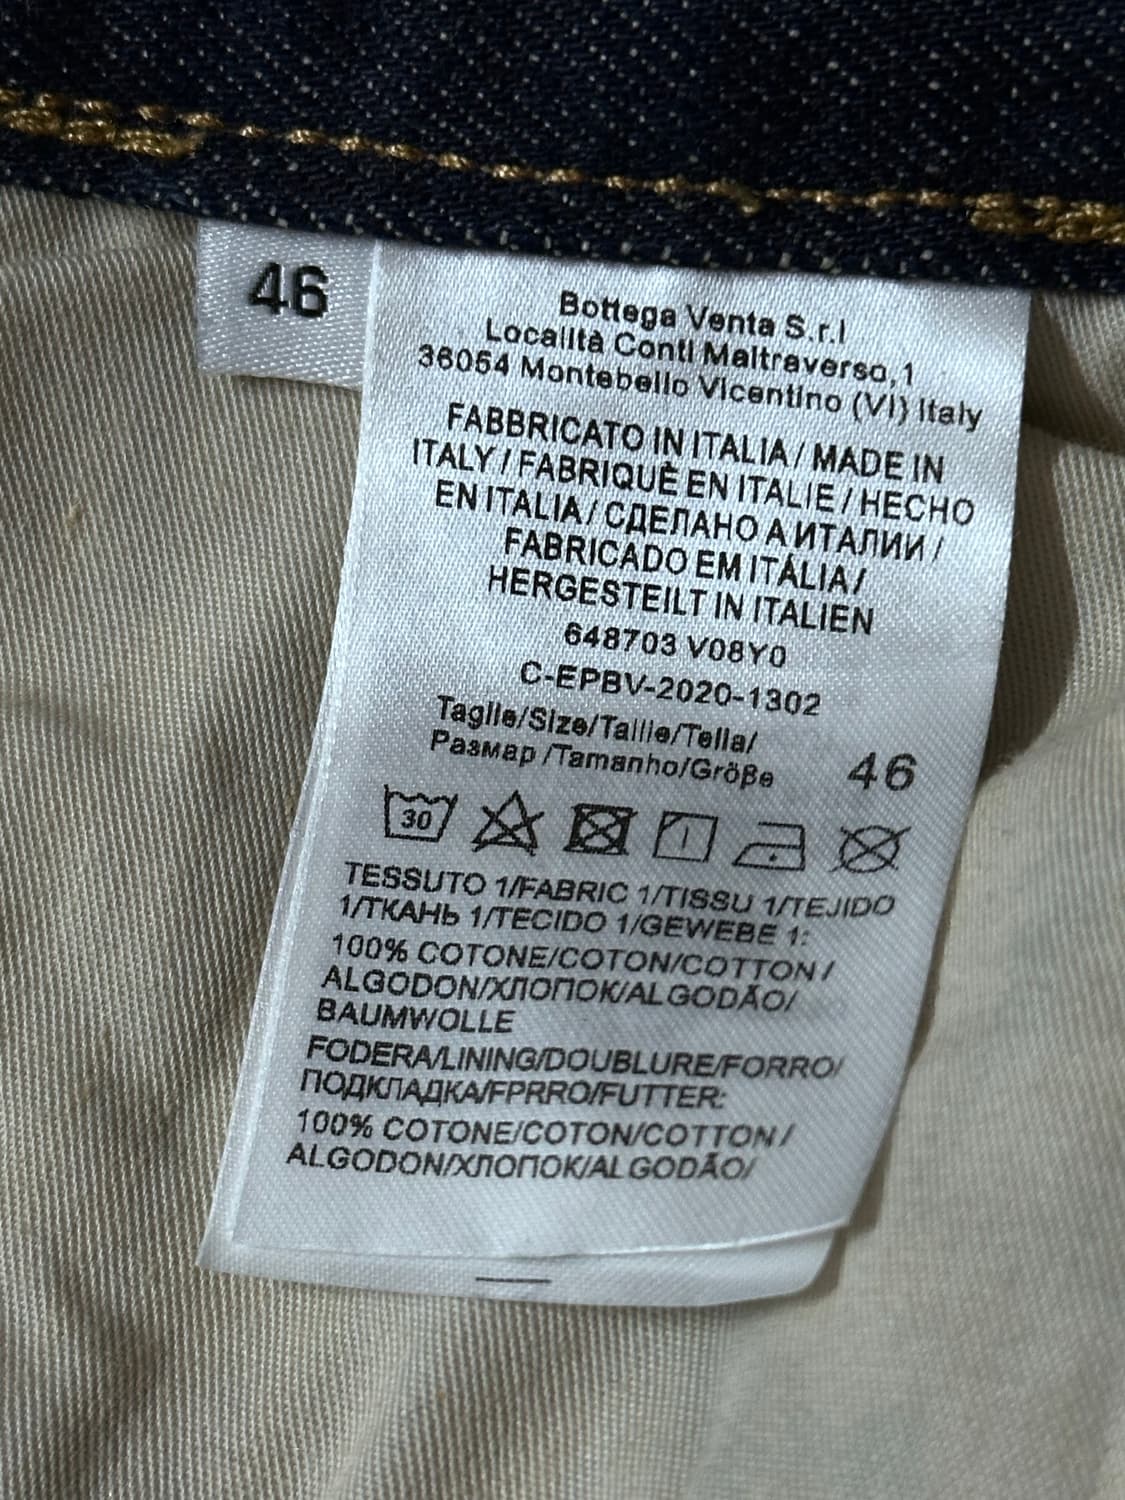 46
Bottega Venta S.r.l
Località Conti Maltraverso,1
36054 Montebello Vicentino (VI) Italy
FABBRICATO IN ITALIA / MADE IN
ITALY / FABRIQUÈ EN ITALIE / HECHO
EN ITALIA / СДЕЛАНО А ИТАЛИИ /
FABRICADO EM ITÁLIA /
HERGESTEILT IN ITALIEN
648703 V08Y0
C-EPBV-2020-1302
Taglle/Size/Taille/Tella/
Размар /Tamanho/Größe
46
30
TESSUTO 1/FABRIC 1/TISSU 1/TEJIDO
1/ТКАНЬ 1/TECIDO 1/GEWEBE 1:
100% COTONE/COTON/COTTON /
ALGODON/ХЛОПОК/ALGODÃO/
BAUMWOLLE
FODERA/LINING/DOUBLURE/FORRO/
ПОДКЛАДКА/FPRRO/FUTTER:
100% COTONE/COTON/COTTON /
ALGODON/ХЛОПОК/ALGODÃO/